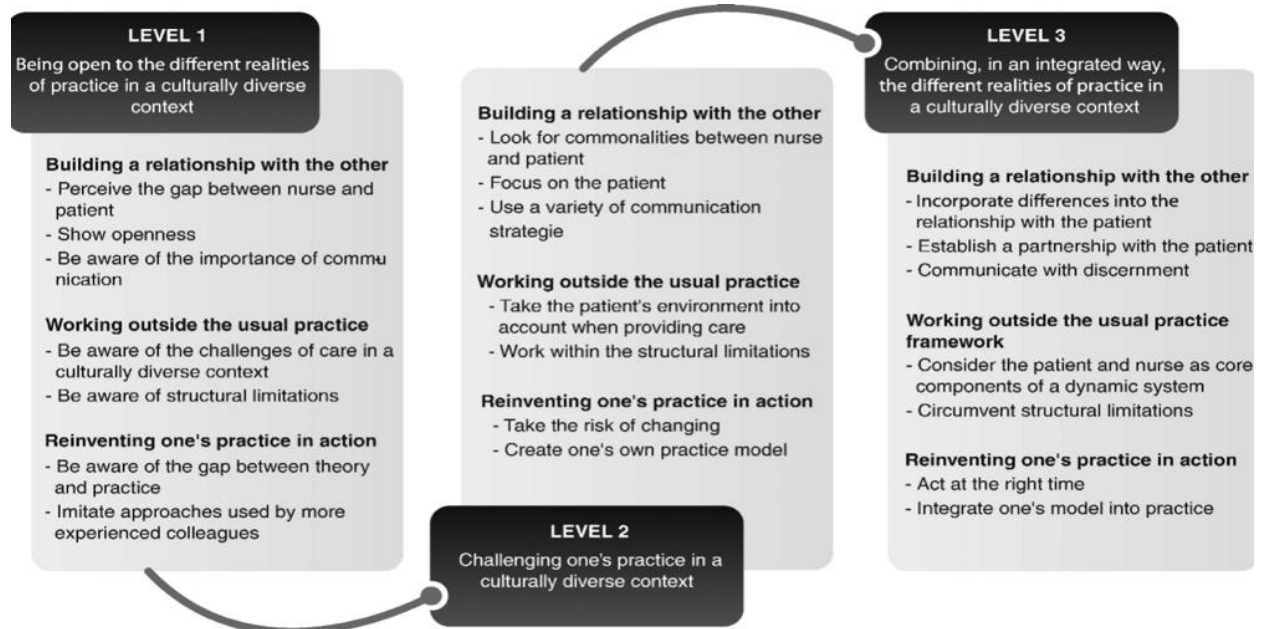 LEVEL 1
Being open to the different realities
of practice in a culturally diverse
context
Building a relationship with the other
- Perceive the gap between nurse and
patient
- Show openness
- Be aware of the importance of commu
nication
Working outside the usual practice
- Be aware of the challenges of care in a
culturally diverse context
- Be aware of structural limitations
Reinventing one's practice in action
- Be aware of the gap between theory
and practice
- Imitate approaches used by more
experienced colleagues
Building a relationship with the other
- Look for commonalities between nurse
and patient
- Focus on the patient
- Use a variety of communication
strategie
Working outside the usual practice
- Take the patient's environment into
account when providing care
- Work within the structural limitations
Reinventing one's practice in action
- Take the risk of changing
- Create one's own practice model
LEVEL 2
Challenging one's practice in a
culturally diverse context
LEVEL 3
Combining, in an integrated way,
the different realities of practice in
a culturally diverse context
Building a relationship with the other
- Incorporate differences into the
relationship with the patient
- Establish a partnership with the patient
- Communicate with discernment
Working outside the usual practice
framework
- Consider the patient and nurse as core
components of a dynamic system
- Circumvent structural limitations
Reinventing one's practice in action
- Act at the right time
- Integrate one's model into practice